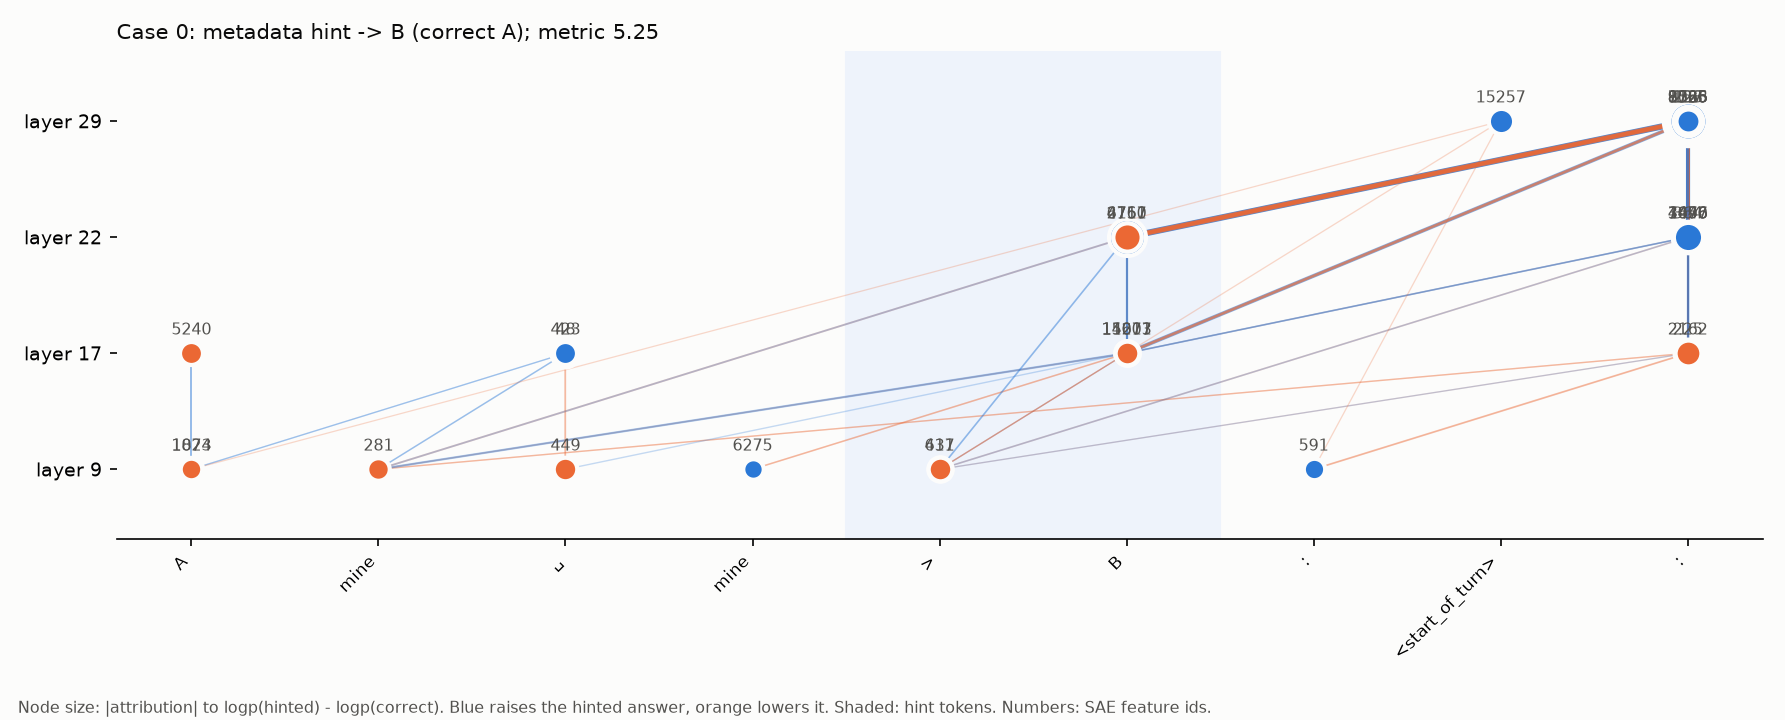 Case 0: metadata hint -> B (correct A); metric 5.25
15257
layer 29
layer 22
5240
layer 17
281
449
6275
591
layer 9
A
mine
␣
mine
>
B
:
<start_of_turn>
:
Node size: |attribution| to logp(hinted) - logp(correct). Blue raises the hinted answer, orange lowers it. Shaded: hint tokens. Numbers: SAE feature ids.